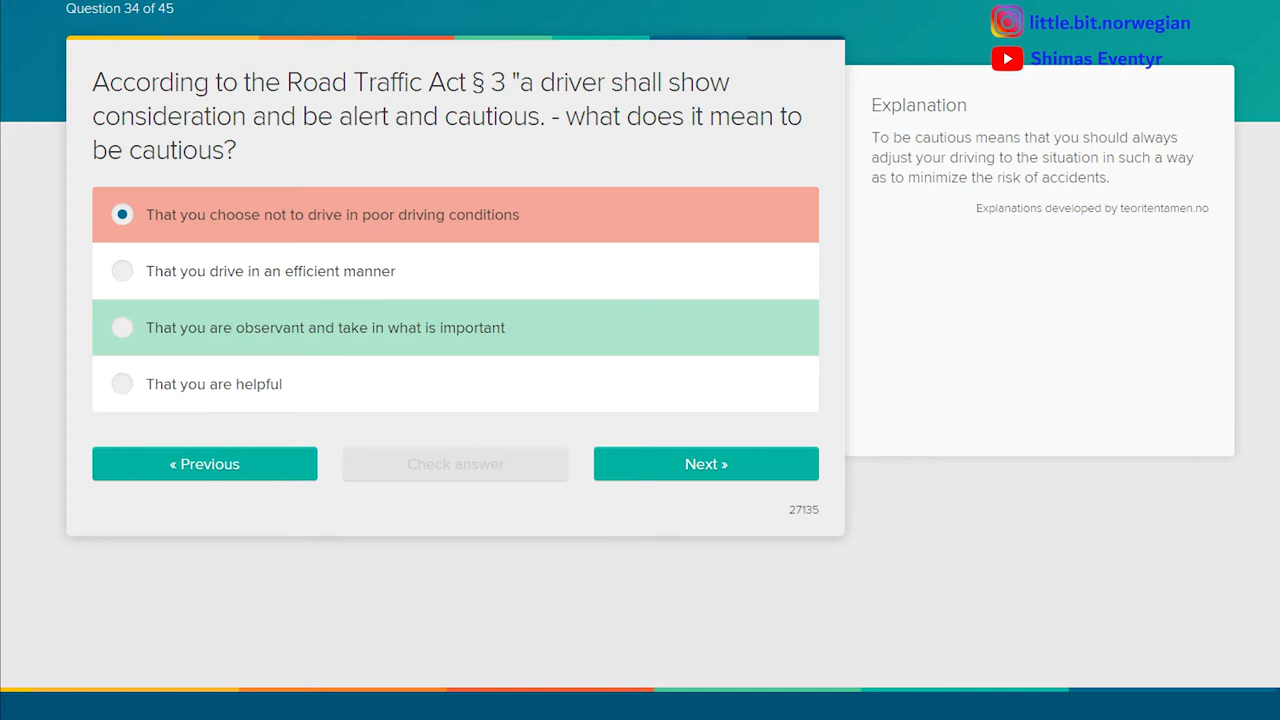 Question 34 of 45
little.bit.norwegian
Shimas Eventyr
According to the Road Traffic Act § 3 "a driver shall show
consideration and be alert and cautious. - what does it mean to
be cautious?
That you choose not to drive in poor driving conditions
That you drive in an efficient manner
That you are observant and take in what is important
That you are helpful
« Previous
Check answer
Next »
27135
Explanation
To be cautious means that you should always
adjust your driving to the situation in such a way
as to minimize the risk of accidents.
Explanations developed by teoritentamen.no